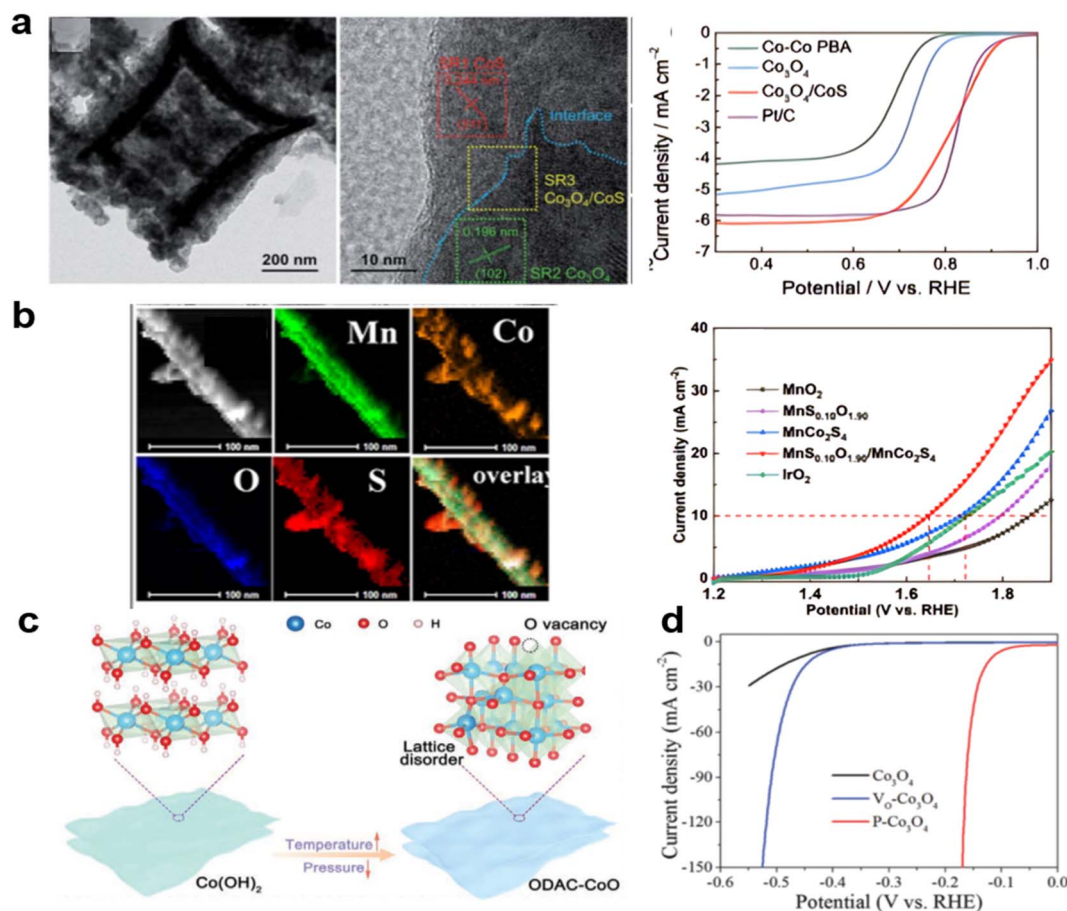 a
200 nm
10 nm
SR1 CoS
Interface
SR3
Co₃O₄/CoS
0.196 nm
(102)
SR2 Co₃O₄
Co-Co PBA
Co₃O₄
Co₃O₄/CoS
Pt/C
0
-1
-2
-3
-4
-5
-6
-7
0.4 0.6 0.8 1.0
Current density / mA cm⁻²
Potential / V vs. RHE
b
Mn
Co
100 nm
100 nm
100 nm
O
S
overlay
100 nm
100 nm
100 nm
MnO₂
MnS₀.₁₀O₁.₉₀
MnCo₂S₄
MnS₀.₁₀O₁.₉₀/MnCo₂S₄
IrO₂
40
30
20
10
0
1.2 1.4 1.6 1.8
Current density (mA cm⁻²)
Potential (V vs. RHE)
c
Co O H
O vacancy
Lattice
disorder
Temperature
Pressure
Co(OH)₂
ODAC-CoO
d
0
-30
-60
-90
-120
-150
Co₃O₄
V₀-Co₃O₄
P-Co₃O₄
-0.6 -0.5 -0.4 -0.3 -0.2 -0.1 0.0
Current density (mA cm⁻²)
Potential (V vs. RHE)